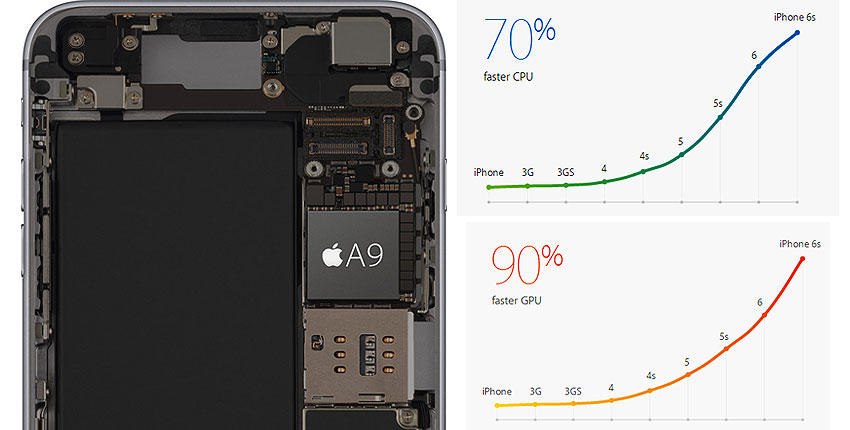 A9
70%
faster CPU
iPhone
3G
3GS
4
4s
5
5s
6
iPhone 6s
90%
faster GPU
iPhone
3G
3GS
4
4s
5
5s
6
iPhone 6s